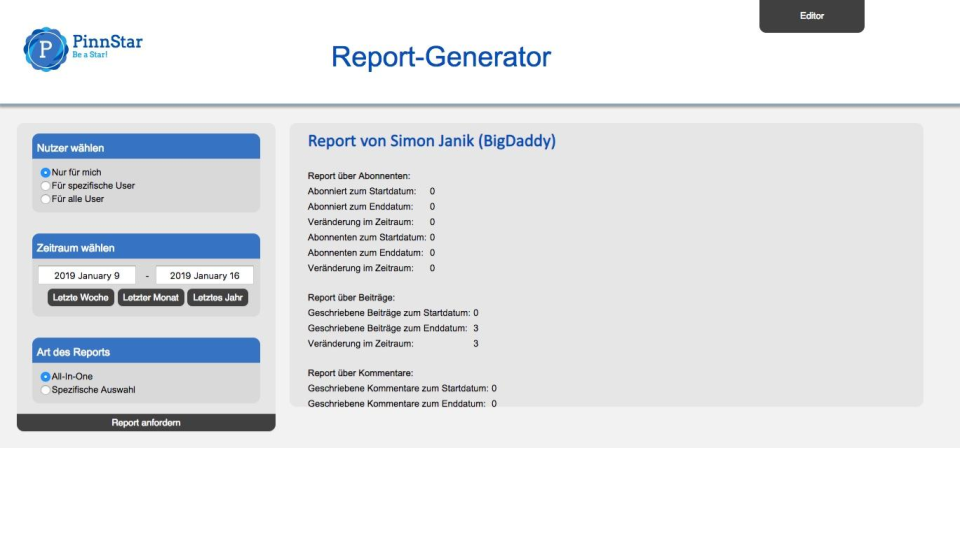 Editor
PinnStar
Be a Star!
P
Report-Generator
Nutzer wählen
Nur für mich
Für spezifische User
Für alle User
Zeitraum wählen
2019 January 9 - 2019 January 16
Letzte Woche Letzter Monat Letztes Jahr
Art des Reports
All-In-One
Spezifische Auswahl
Report anfordern
Report von Simon Janik (BigDaddy)
Report über Abonnenten:
Abonniert zum Startdatum: 0
Abonniert zum Enddatum: 0
Veränderung im Zeitraum: 0
Abonnenten zum Startdatum: 0
Abonnenten zum Enddatum: 0
Veränderung im Zeitraum: 0
Report über Beiträge:
Geschriebene Beiträge zum Startdatum: 0
Geschriebene Beiträge zum Enddatum: 3
Veränderung im Zeitraum: 3
Report über Kommentare:
Geschriebene Kommentare zum Startdatum: 0
Geschriebene Kommentare zum Enddatum: 0